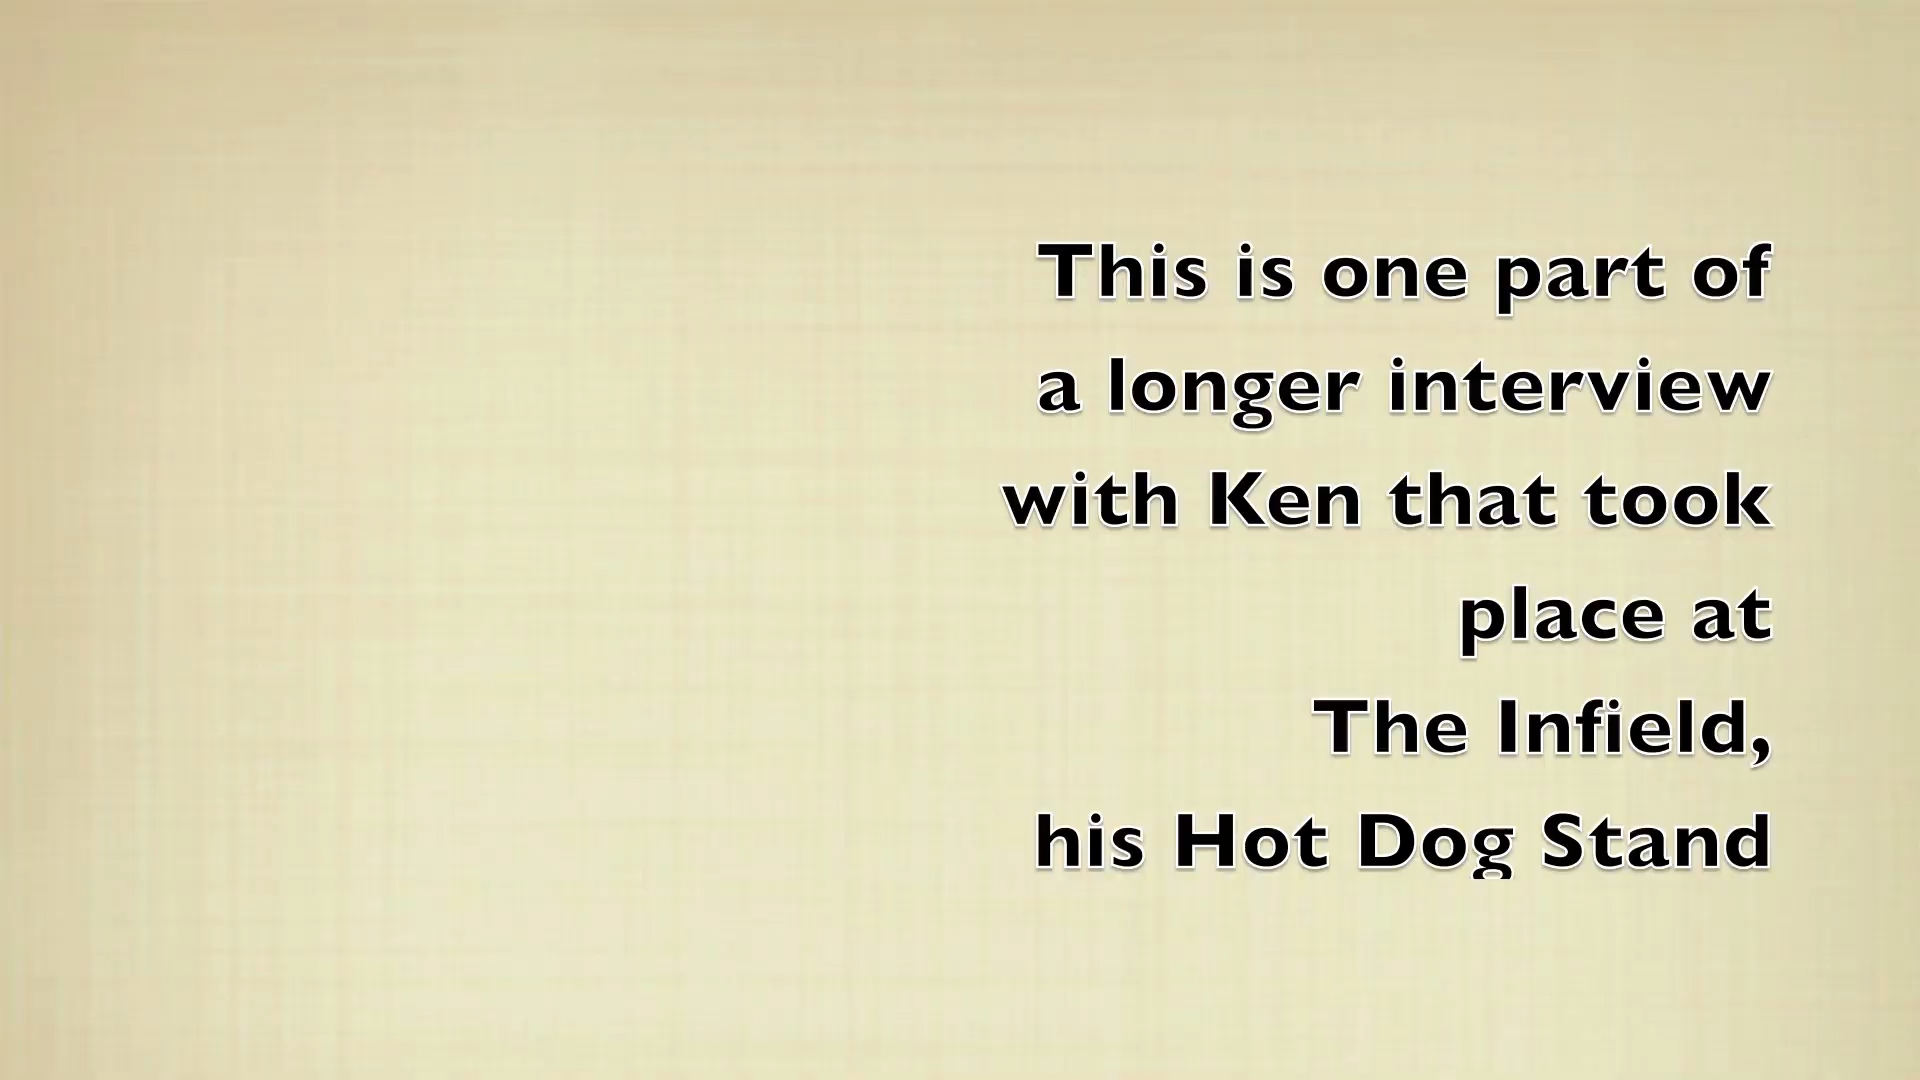 This is one part of
a longer interview
with Ken that took
place at
The Infield,
his Hot Dog Stand